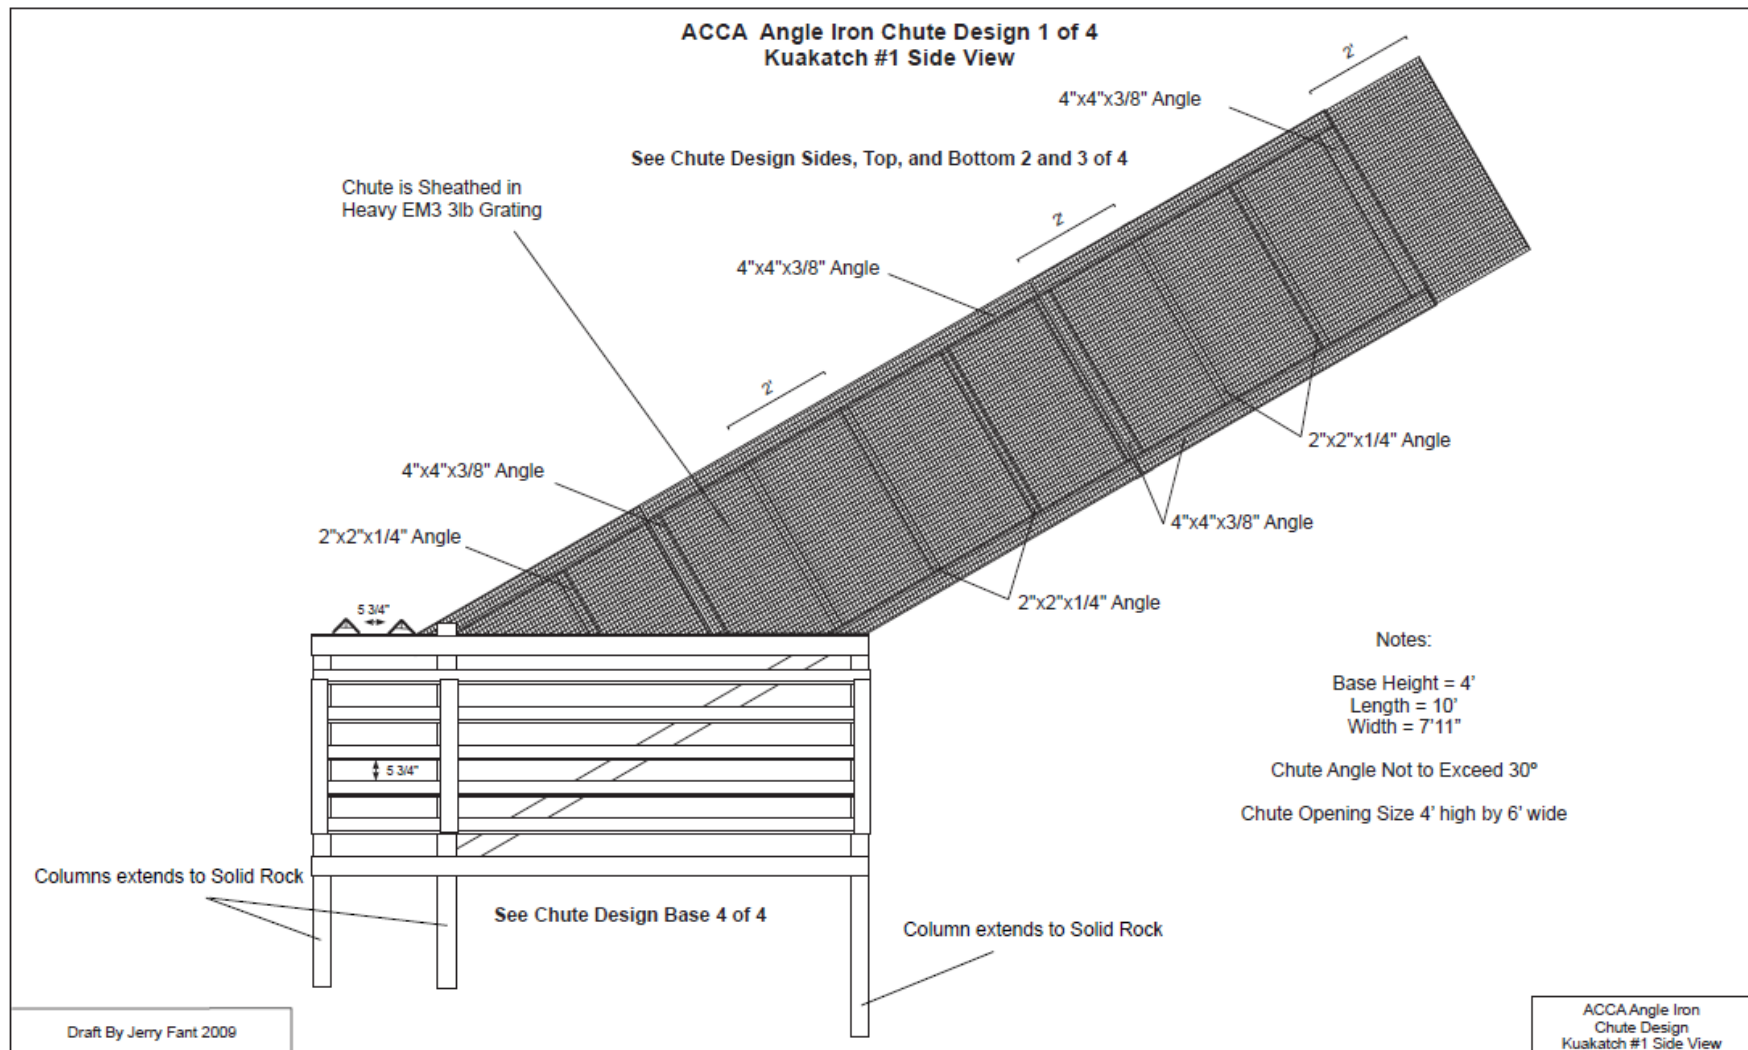 ACCA Angle Iron Chute Design 1 of 4
Kuakatch #1 Side View
2'
4"x4"x3/8" Angle
See Chute Design Sides, Top, and Bottom 2 and 3 of 4
Chute is Sheathed in
Heavy EM3 3lb Grating
2'
4"x4"x3/8" Angle
2'
2"x2"x1/4" Angle
4"x4"x3/8" Angle
4"x4"x3/8" Angle
2"x2"x1/4" Angle
5 3/4"
2"x2"x1/4" Angle
Notes:
Base Height = 4'
Length = 10'
Width = 7'11"
Chute Angle Not to Exceed 30º
Chute Opening Size 4' high by 6' wide
5 3/4"
Columns extends to Solid Rock
See Chute Design Base 4 of 4
Column extends to Solid Rock
Draft By Jerry Fant 2009
ACCA Angle Iron
Chute Design
Kuakatch #1 Side View